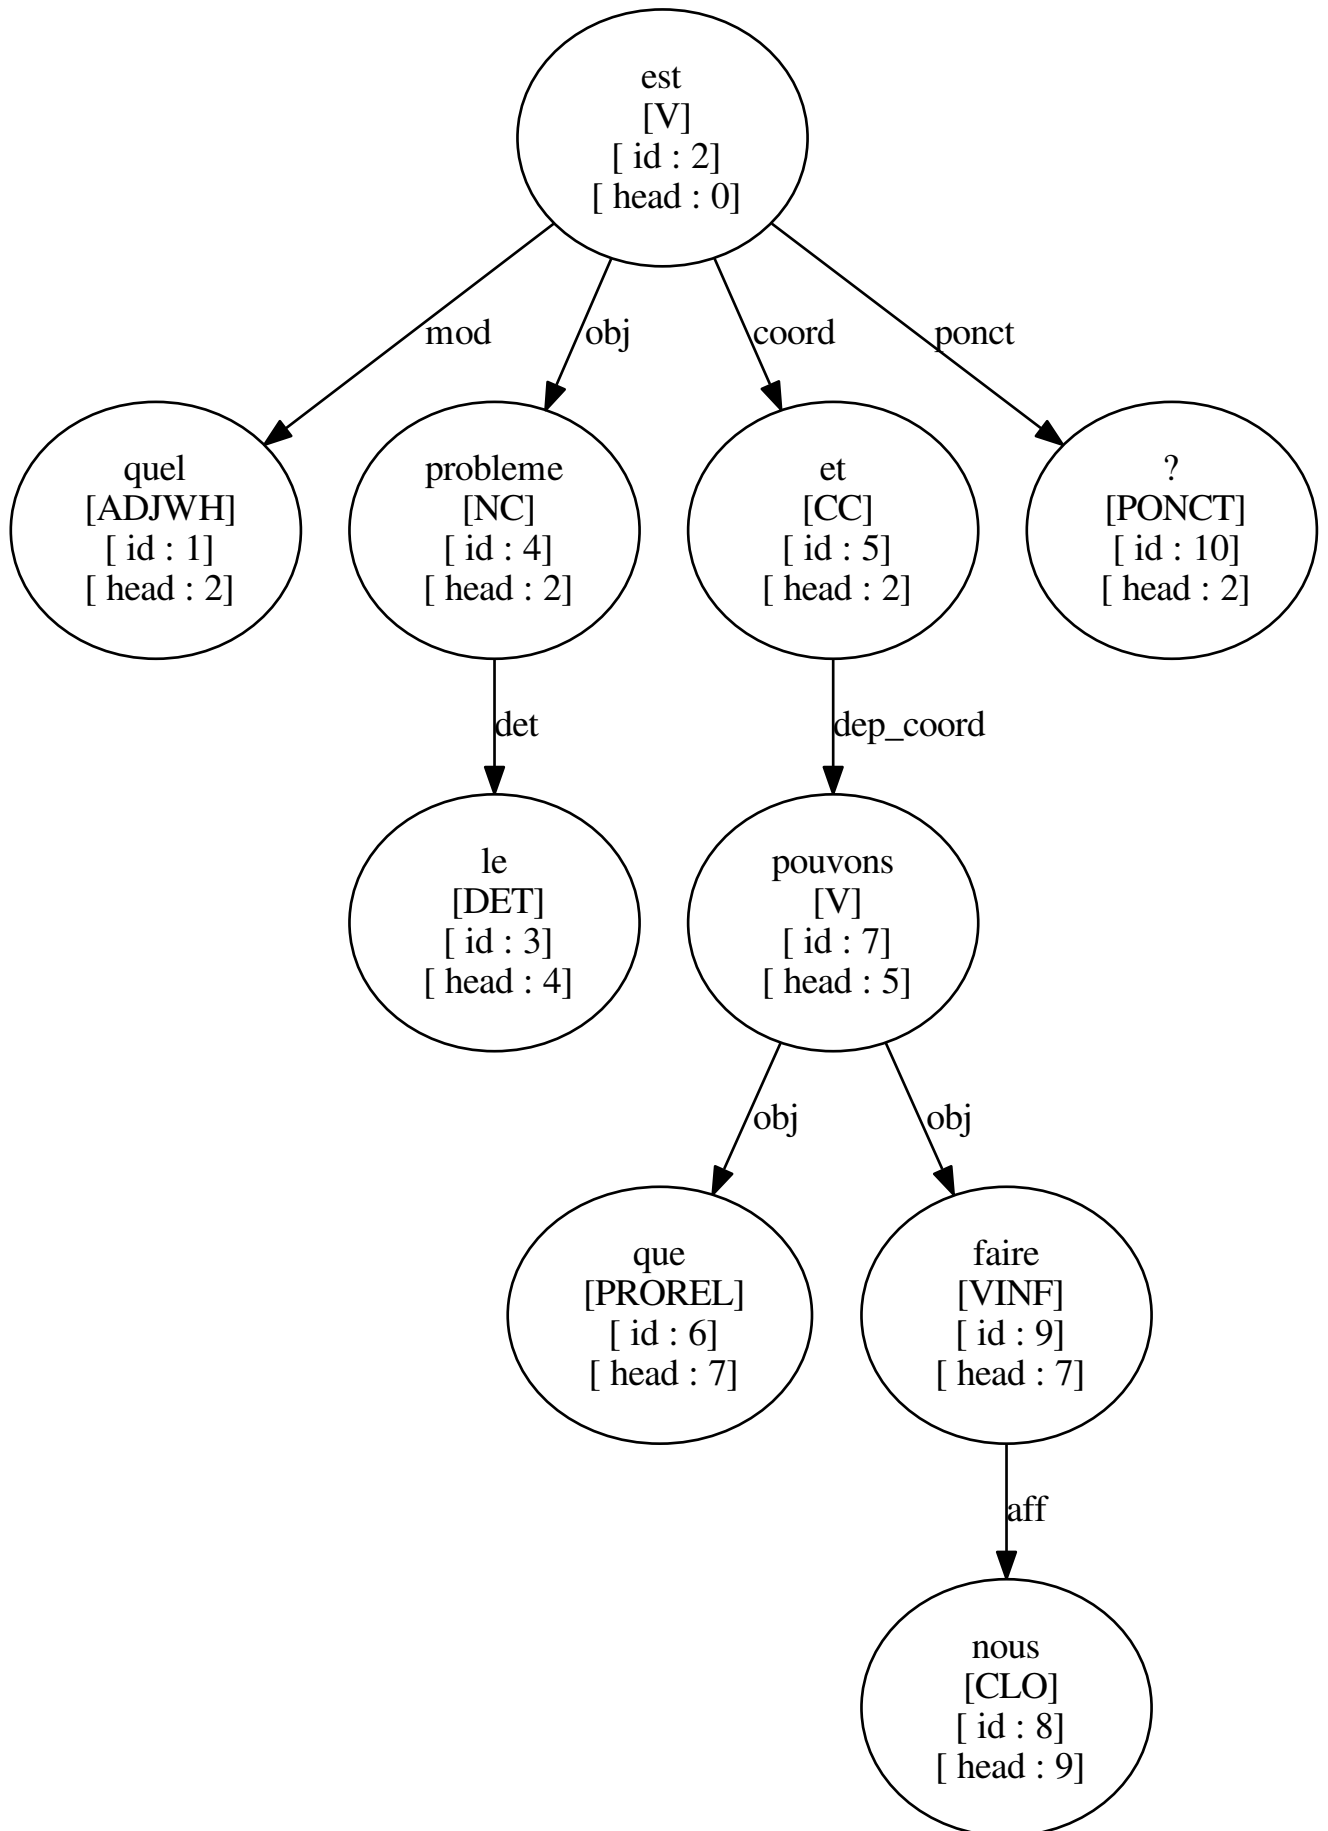 est
[V]
[ id : 2]
[ head : 0]
mod
obj
coord
ponct
quel
[ADJWH]
[ id : 1]
[ head : 2]
probleme
[NC]
[ id : 4]
[ head : 2]
et
[CC]
[ id : 5]
[ head : 2]
?
[PONCT]
[ id : 10]
[ head : 2]
det
dep_coord
le
[DET]
[ id : 3]
[ head : 4]
pouvons
[V]
[ id : 7]
[ head : 5]
obj
obj
que
[PROREL]
[ id : 6]
[ head : 7]
faire
[VINF]
[ id : 9]
[ head : 7]
aff
nous
[CLO]
[ id : 8]
[ head : 9]